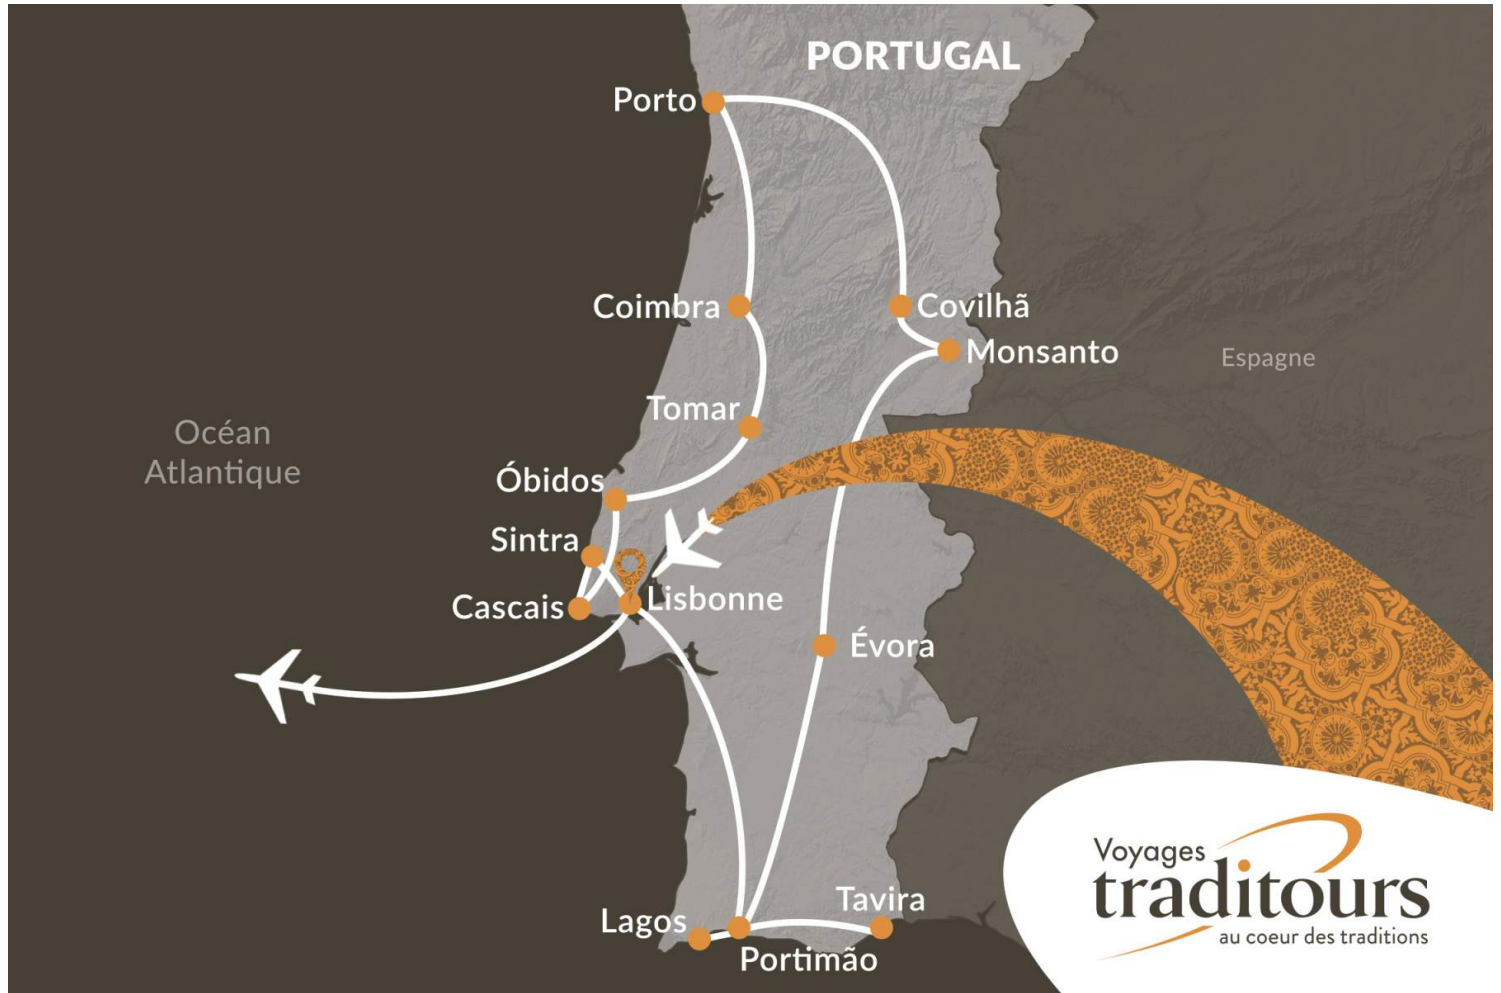 PORTUGAL
Porto
Coimbra
Covilhã
Monsanto
Espagne
Tomar
Océan
Atlantique
Óbidos
Sintra
Cascais
Lisbonne
Évora
Lagos
Tavira
Portimão
Voyages
traditours
au coeur des traditions